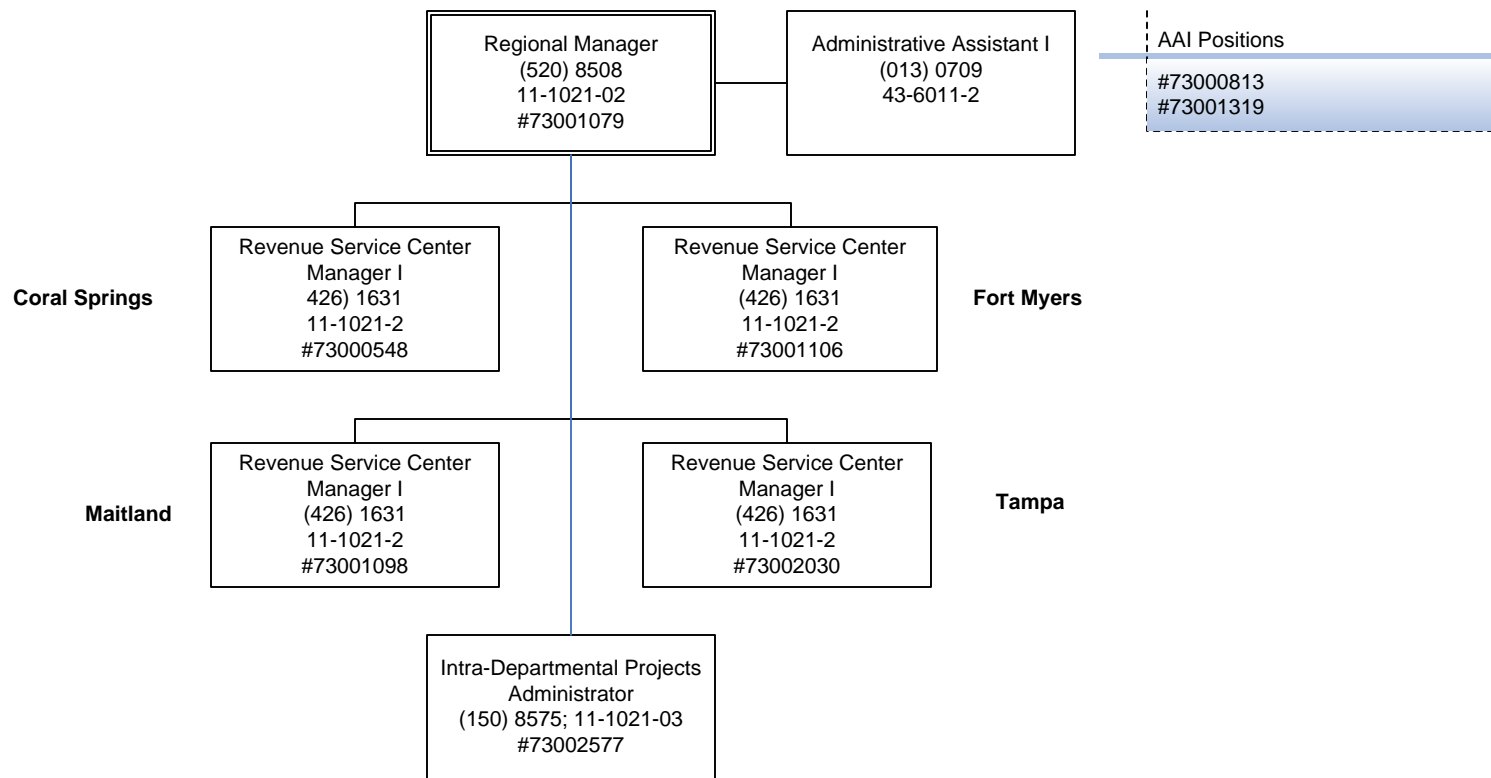 Regional Manager
(520) 8508
11-1021-02
#73001079
Administrative Assistant I
(013) 0709
43-6011-2
AAI Positions
#73000813
#73001319
Coral Springs
Revenue Service Center
Manager I
426) 1631
11-1021-2
#73000548
Revenue Service Center
Manager I
(426) 1631
11-1021-2
#73001106
Fort Myers
Maitland
Revenue Service Center
Manager I
(426) 1631
11-1021-2
#73001098
Revenue Service Center
Manager I
(426) 1631
11-1021-2
#73002030
Tampa
Intra-Departmental Projects
Administrator
(150) 8575; 11-1021-03
#73002577